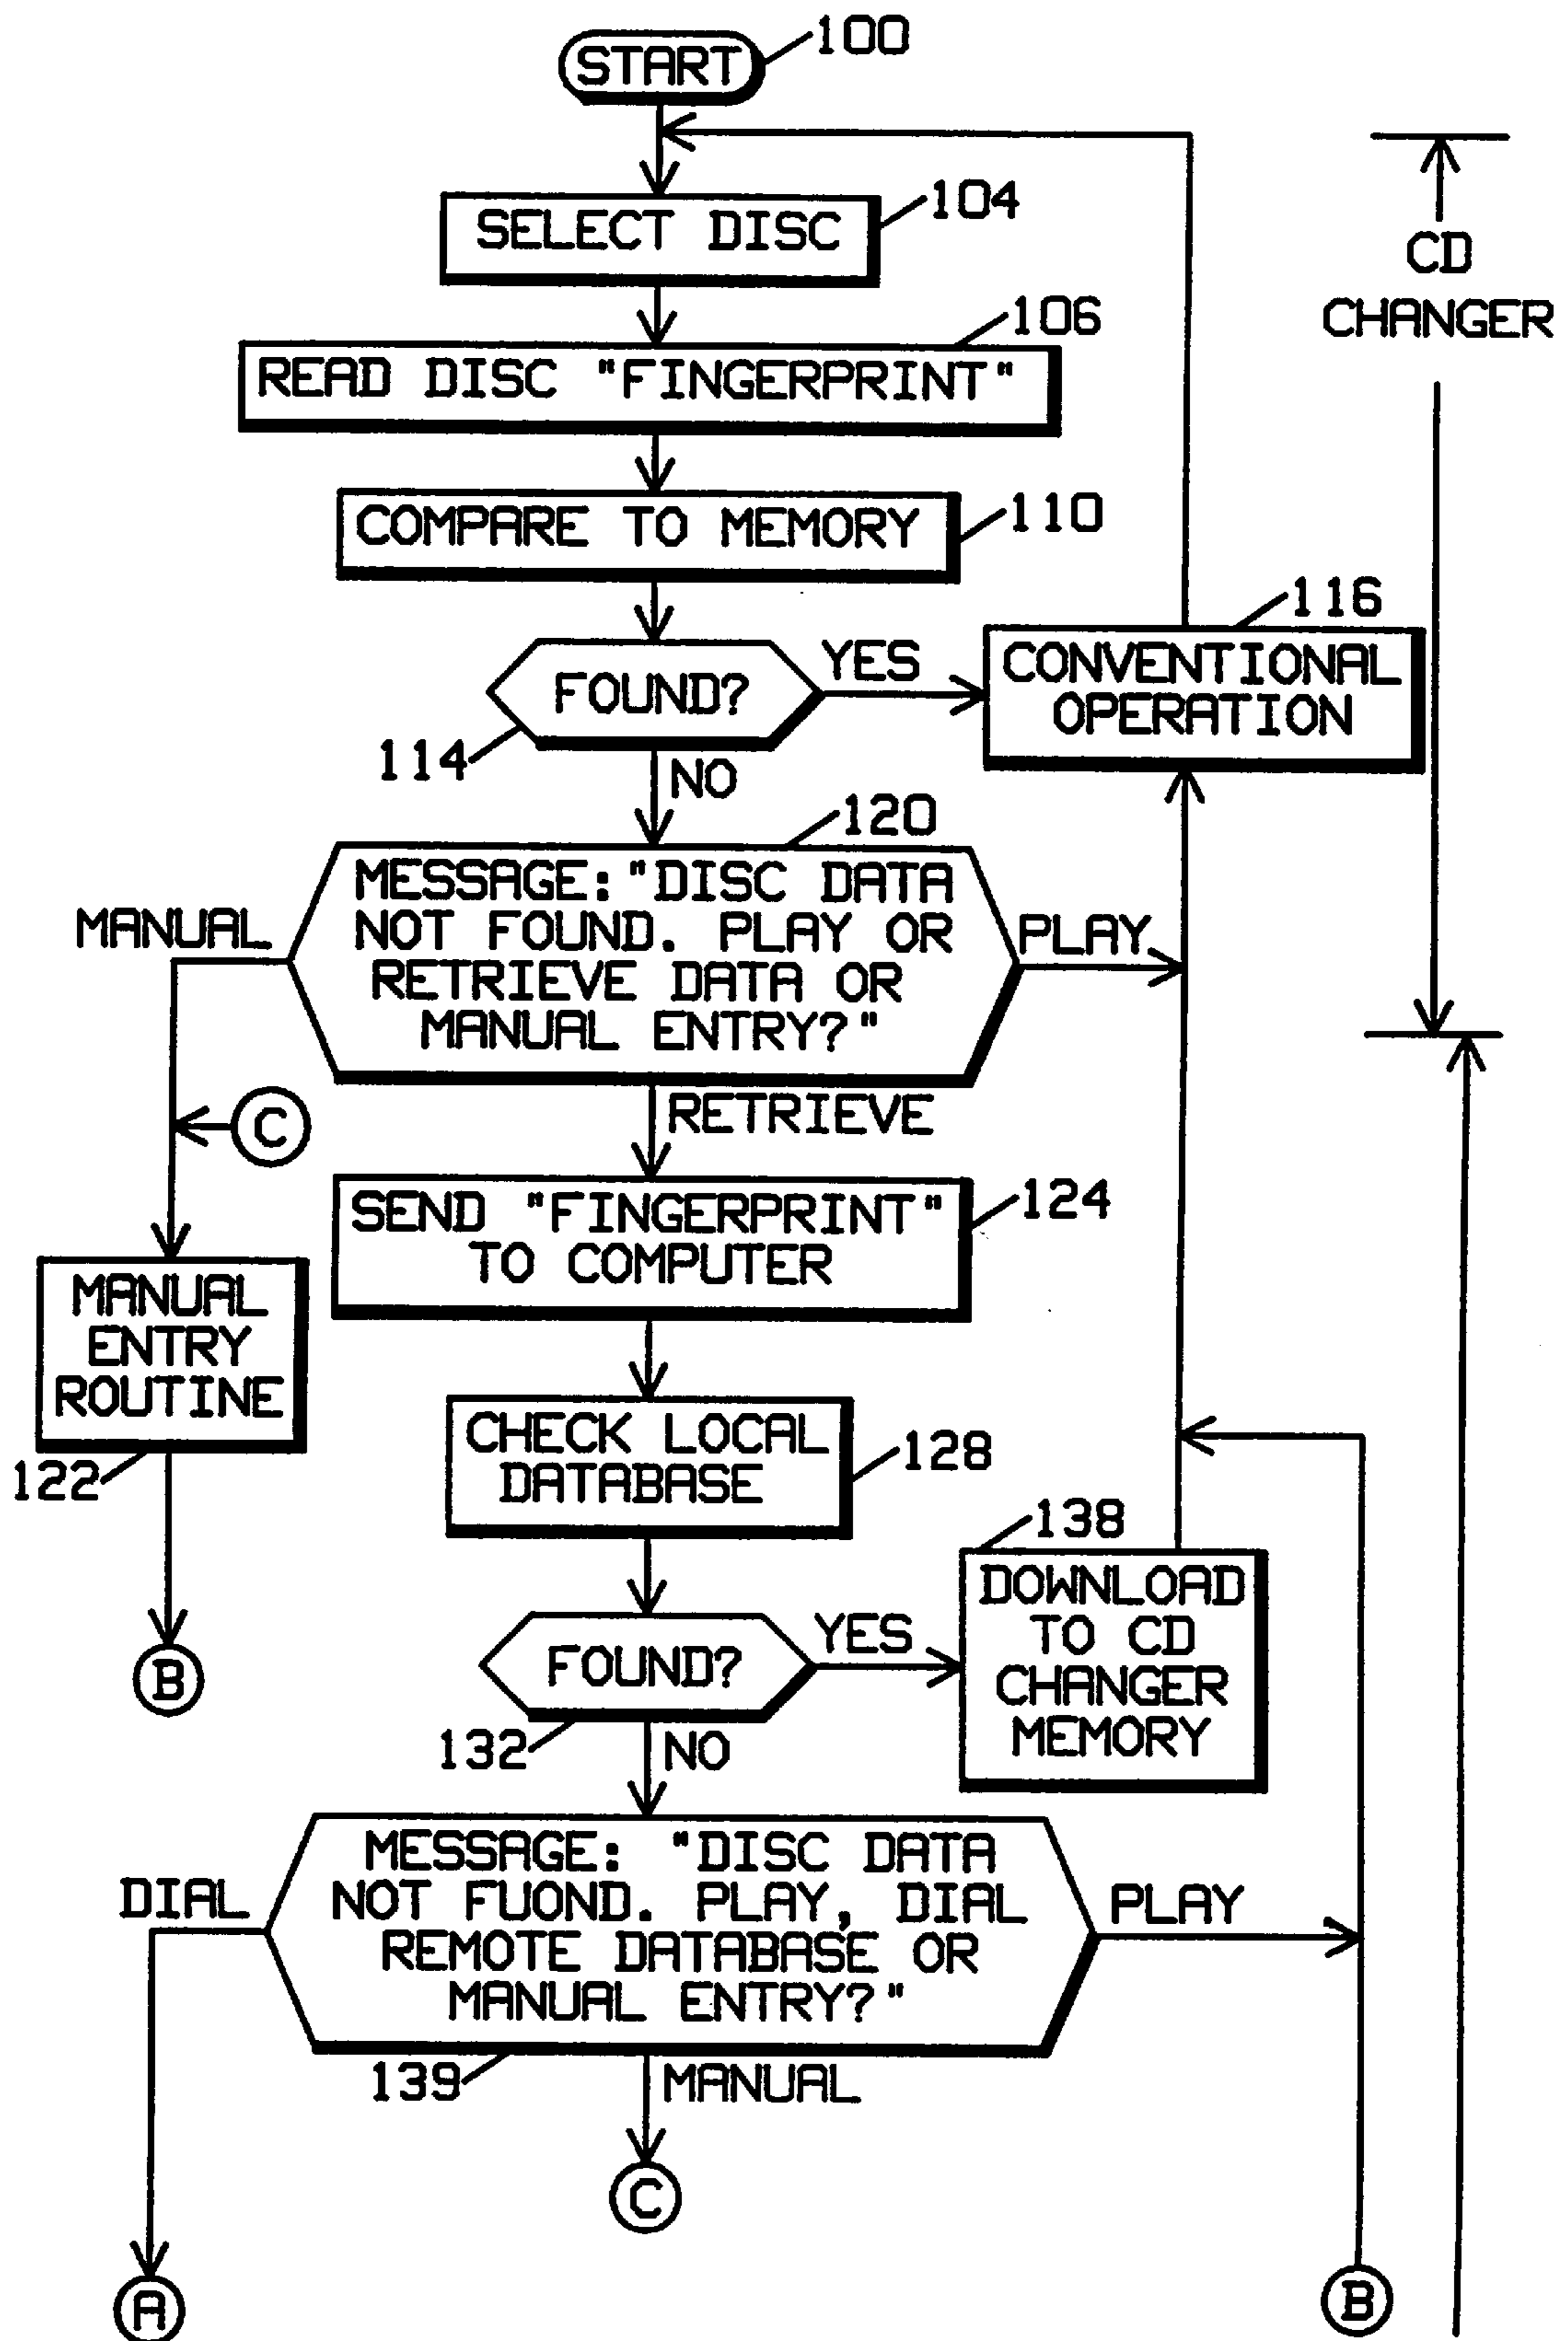 START
100
SELECT DISC
104
CD
CHANGER
READ DISC "FINGERPRINT"
106
COMPARE TO MEMORY
110
FOUND?
114
YES
NO
CONVENTIONAL
OPERATION
116
120
MESSAGE:"DISC DATA
NOT FOUND. PLAY OR
RETRIEVE DATA OR
MANUAL ENTRY?"
MANUAL
PLAY
RETRIEVE
C
SEND "FINGERPRINT"
TO COMPUTER
124
MANUAL
ENTRY
ROUTINE
122
CHECK LOCAL
DATABASE
128
B
FOUND?
132
YES
NO
138
DOWNLOAD
TO CD
CHANGER
MEMORY
MESSAGE: "DISC DATA
NOT FUOND. PLAY, DIAL
REMOTE DATABASE OR
MANUAL ENTRY?"
DIAL
PLAY
139
MANUAL
C
A
B